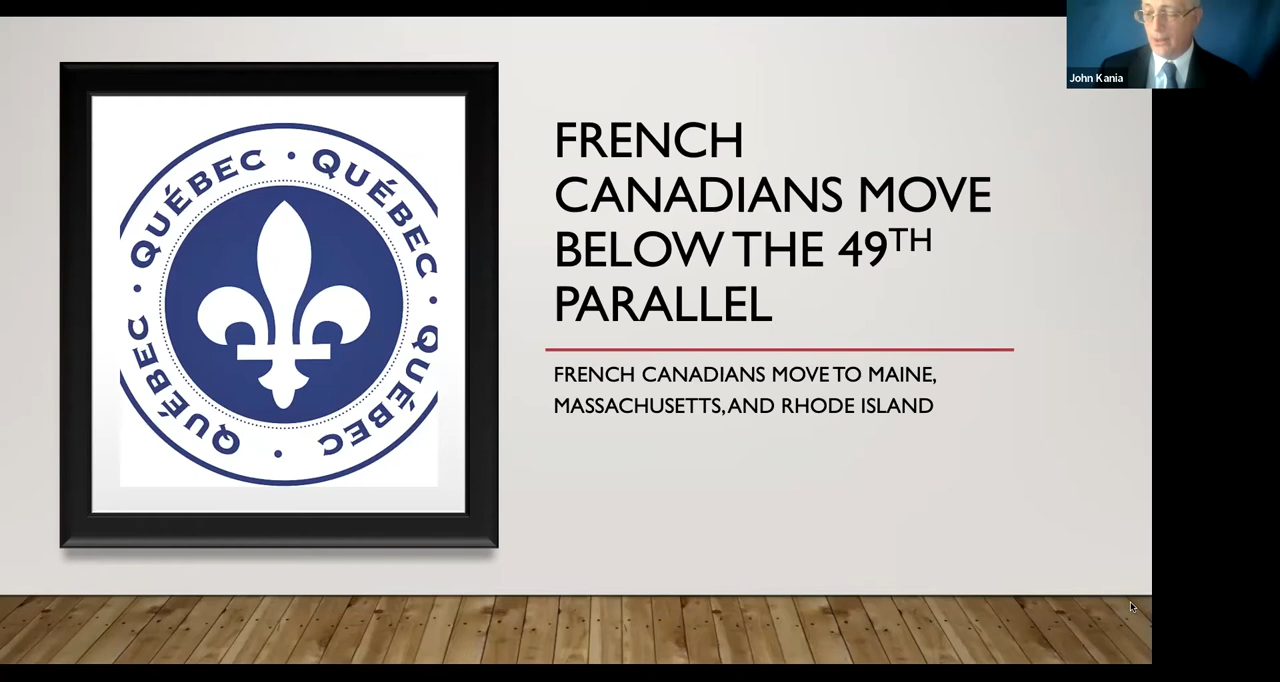 QUÉBEC · QUÉBEC · QUÉBEC · QUÉBEC · QUÉBEC ·
FRENCH
CANADIANS MOVE
BELOW THE 49TH
PARALLEL
FRENCH CANADIANS MOVE TO MAINE,
MASSACHUSETTS, AND RHODE ISLAND
John Kania